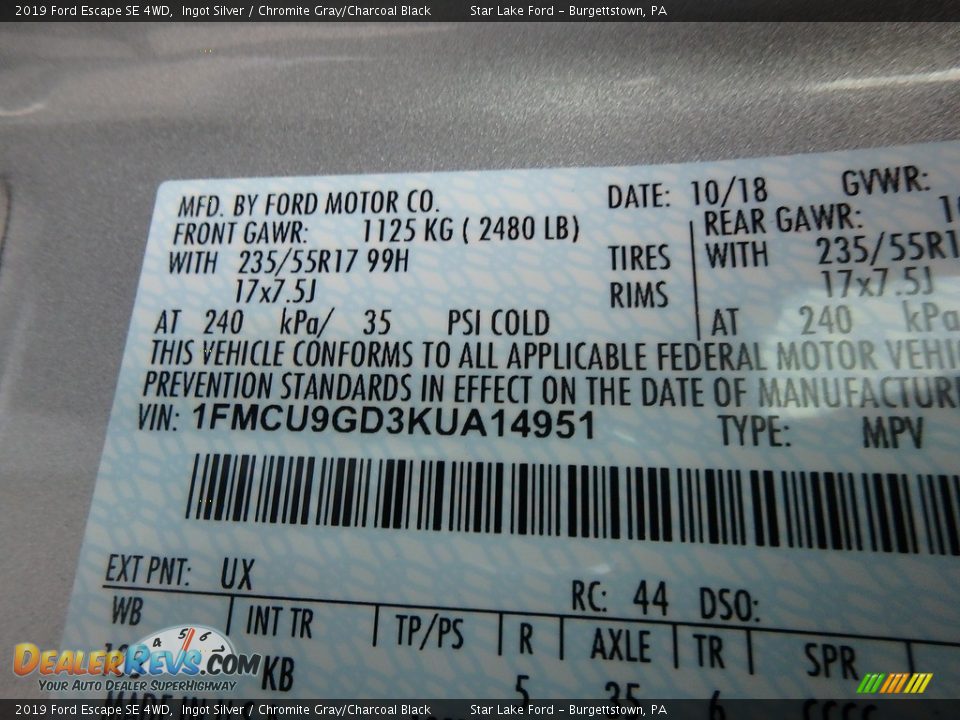 2019 Ford Escape SE 4WD, Ingot Silver / Chromite Gray/Charcoal Black Star Lake Ford - Burgettstown, PA
MFD. BY FORD MOTOR CO. DATE: 10/18 GVWR:
FRONT GAWR: 1125 KG ( 2480 LB) REAR GAWR:
WITH 235/55R17 99H TIRES WITH 235/55R1
17x7.5J RIMS 17x7.5J
AT 240 kPa/ 35 PSI COLD AT 240 kPa
THIS VEHICLE CONFORMS TO ALL APPLICABLE FEDERAL MOTOR VEHI
PREVENTION STANDARDS IN EFFECT ON THE DATE OF MANUFACTUR
VIN: 1FMCU9GD3KUA14951 TYPE: MPV
EXT PNT: UX RC: 44 DSO:
WB INT TR TP/PS R AXLE TR SPR
KB 5 35 6
DEALERREVS.COM
YOUR AUTO DEALER SUPERHIGHWAY
2019 Ford Escape SE 4WD, Ingot Silver / Chromite Gray/Charcoal Black Star Lake Ford - Burgettstown, PA